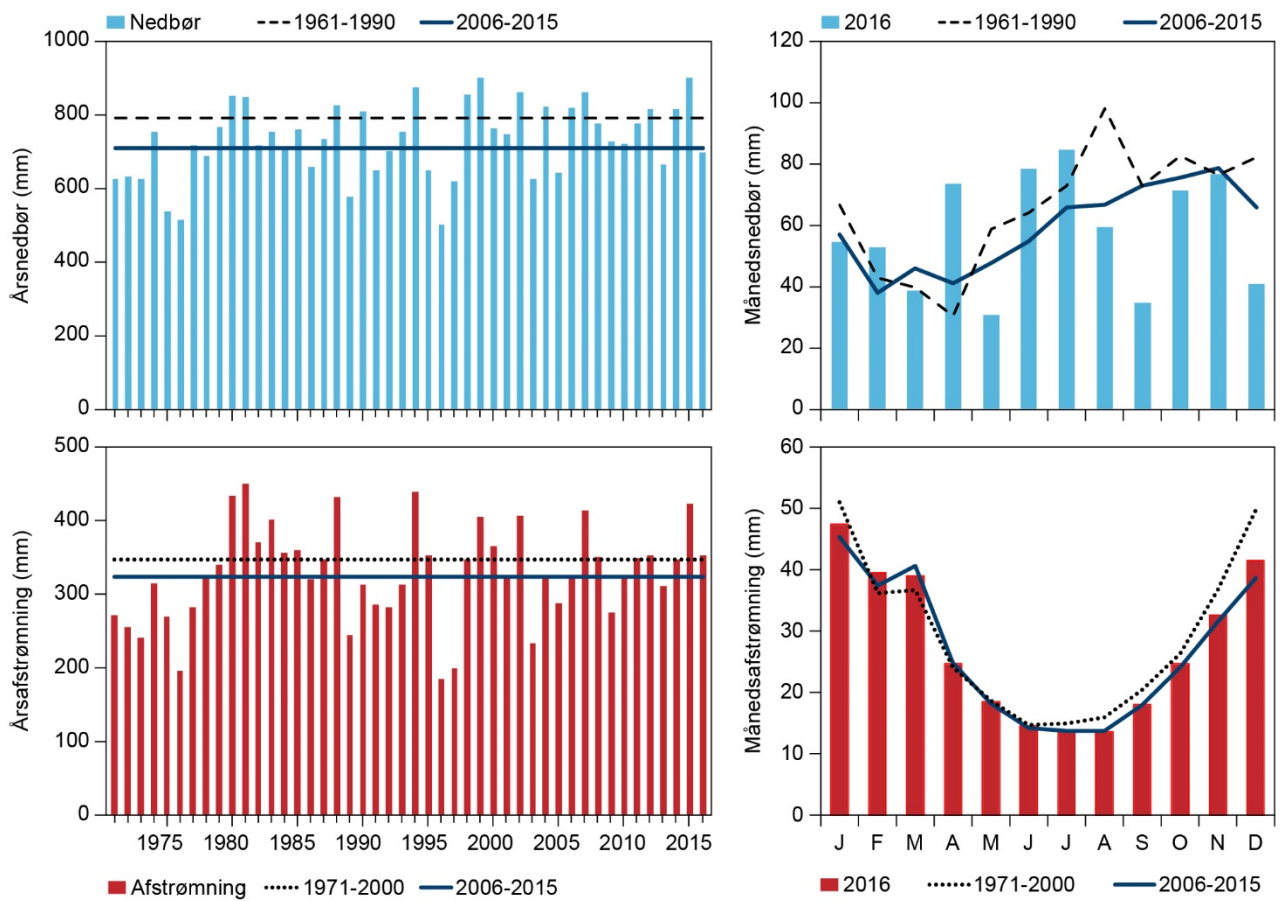 Nedbør 1961-1990 2006-2015
Årsnedbør (mm)
1000
800
600
400
200
0
2016 1961-1990 2006-2015
Månedsnedbør (mm)
120
100
80
60
40
20
0
Årsafstrømning (mm)
500
400
300
200
100
0
1975 1980 1985 1990 1995 2000 2005 2010 2015
Afstrømning 1971-2000 2006-2015
Månedsafstrømning (mm)
60
50
40
30
20
10
0
J F M A M J J A S O N D
2016 1971-2000 2006-2015